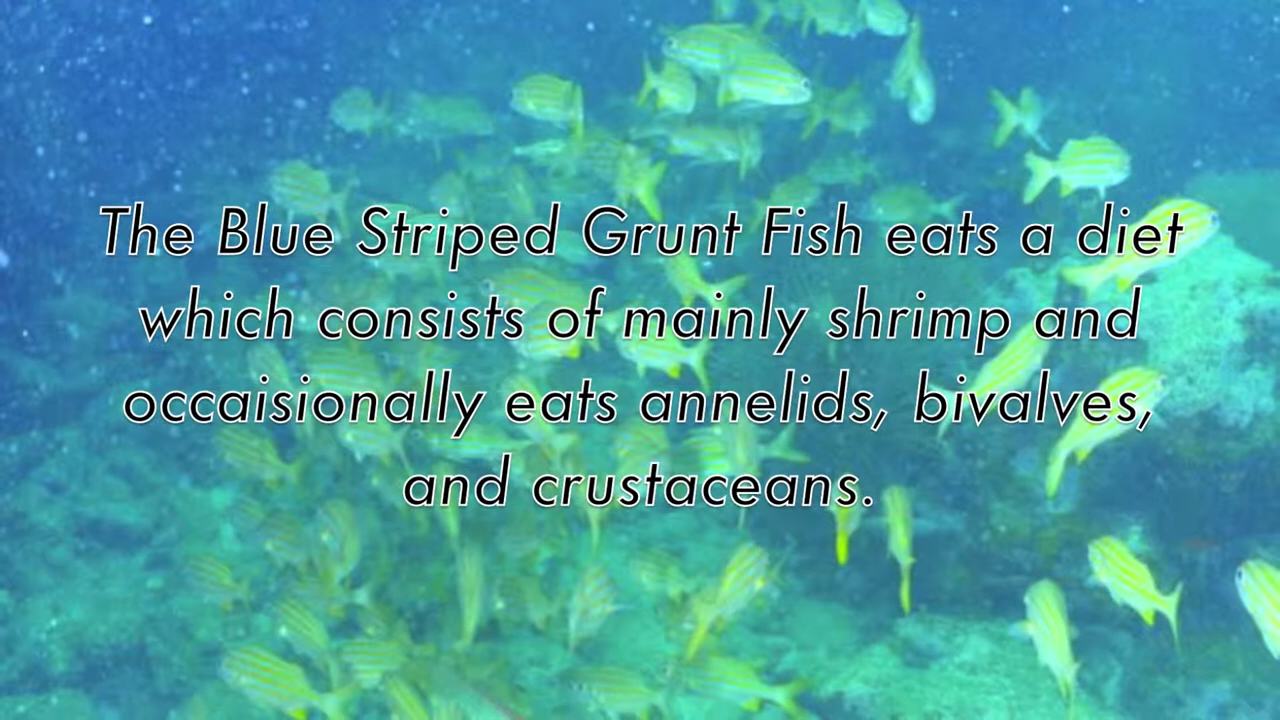 The Blue Striped Grunt Fish eats a diet
which consists of mainly shrimp and
occaisionally eats annelids, bivalves,
and crustaceans.